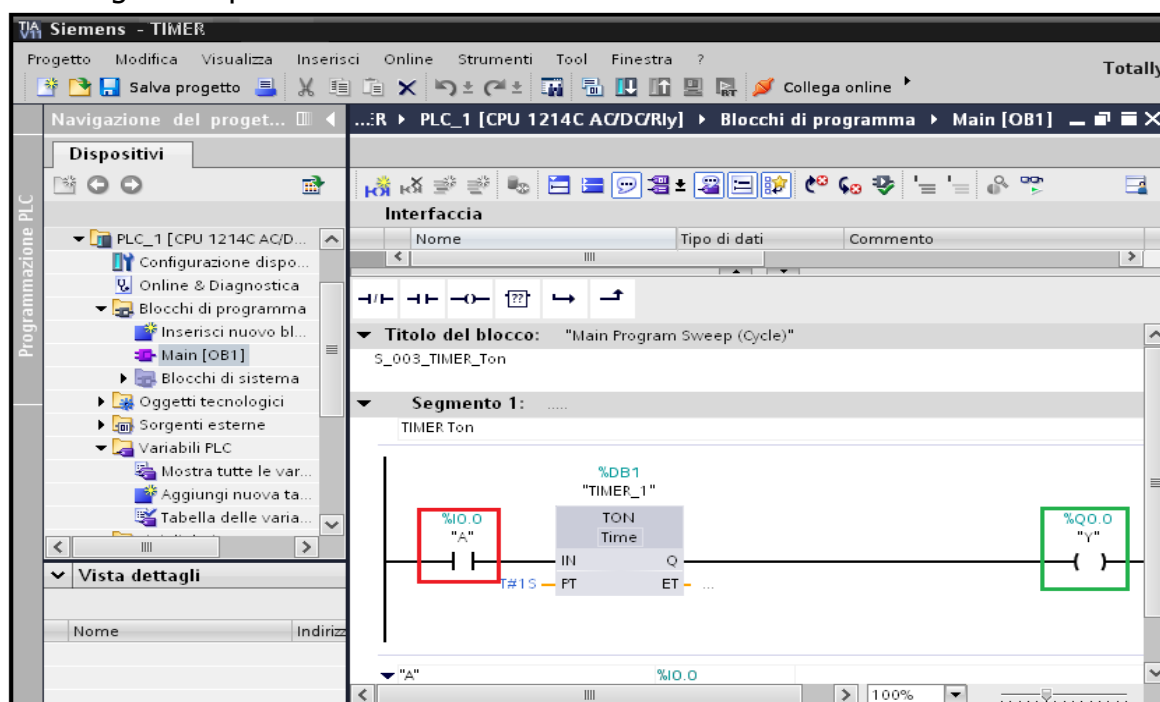 TIA V11 Siemens - TIMER
Progetto Modifica Visualizza Inserisci Online Strumenti Tool Finestra ?
Totally
Salva progetto
Collega online
Navigazione del proget...
...:R PLC_1 [CPU 1214C AC/DC/Rly] Blocchi di programma Main [OB1]
Dispositivi
Programmazione PLC
PLC_1 [CPU 1214C AC/D...
Configurazione dispo...
Online & Diagnostica
Blocchi di programma
Inserisci nuovo bl...
Main [OB1]
Blocchi di sistema
Oggetti tecnologici
Sorgenti esterne
Variabili PLC
Mostra tutte le var...
Aggiungi nuova ta...
Tabella delle varia...
Vista dettagli
Nome Indirizz
Interfaccia
Nome Tipo di dati Commento
??
Titolo del blocco: "Main Program Sweep (Cycle)"
S_003_TIMER_Ton
Segmento 1: .....
TIMER Ton
%DB1
"TIMER_1"
%I0.0 TON %Q0.0
"A" Time "Y"
IN Q
T#1S PT ET ...
"A" %I0.0
100%